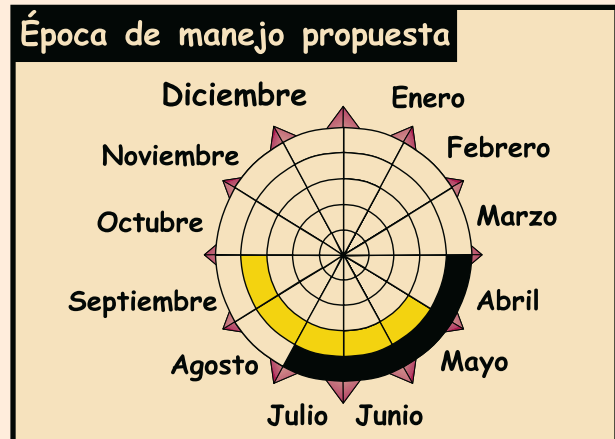 Época de manejo propuesta
Diciembre
Enero
Noviembre
Febrero
Octubre
Marzo
Septiembre
Abril
Agosto
Mayo
Julio
Junio